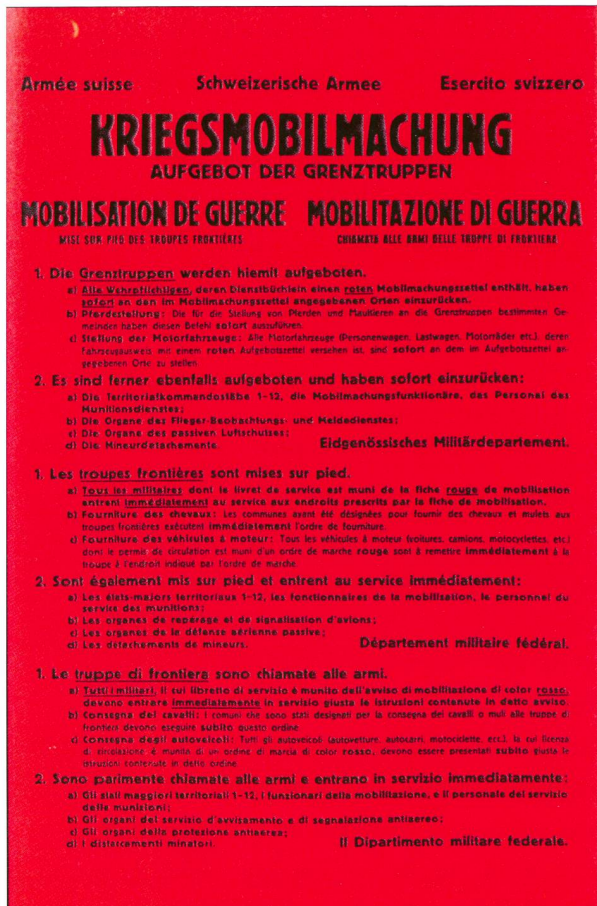 Armée suisse Schweizerische Armee Esercito svizzero
KRIEGSMOBILMACHUNG
AUFGEBOT DER GRENZTRUPPEN
MOBILISATION DE GUERRE MOBILITAZIONE DI GUERRA
MISE SUR PIED DES TROUPES FRONTIÈRES CHIAMATA ALLE ARMI DELLE TRUPPE DI FRONTIERA
1. Die Grenztruppen werden hiemit aufgeboten.
a) Alle Wehrpflichtigen, deren Dienstbüchlein einen roten Mobilmachungszettel enthält, haben
sofort an den im Mobilmachungszettel angegebenen Orten einzurücken.
b) Pferdestellung: Die für die Stellung von Pferden und Maultieren an die Grenztruppen bestimmten Ge-
meinden haben diesen Befehl sofort auszuführen.
c) Stellung der Motorfahrzeuge: Alle Motorfahrzeuge (Personenwagen, Lastwagen, Motorräder etc.), deren
Fahrzeugausweis mit einem roten Aufgebotszettel versehen ist, sind sofort an dem im Aufgebotszettel an-
gegebenen Orte zu stellen.
2. Es sind ferner ebenfalls aufgeboten und haben sofort einzurücken:
a) Die Territorialkommandostäbe 1-12, die Mobilmachungsfunktionäre, das Personal des
Munitionsdienstes;
b) Die Organe des Flieger-Beobachtungs- und Meldedienstes;
c) Die Organe des passiven Luftschutzes;
d) Die Mineurdetachemente. Eidgenössisches Militärdepartement.
1. Les troupes frontières sont mises sur pied.
a) Tous les militaires dont le livret de service est muni de la fiche rouge de mobilisation
entrent immédiatement au service aux endroits prescrits par la fiche de mobilisation.
b) Fourniture des chevaux: Les communes ayant été désignées pour fournir des chevaux et mulets aux
troupes frontières exécutent immédiatement l'ordre de fourniture.
c) Fourniture des véhicules à moteur: Tous les véhicules à moteur (voitures, camions, motocyclettes, etc.)
dont le permis de circulation est muni d'un ordre de marche rouge sont à remettre immédiatement à la
troupe à l'endroit indiqué par l'ordre de marche.
2. Sont également mis sur pied et entrent au service immédiatement:
a) Les états-majors territoriaux 1-12, les fonctionnaires de la mobilisation, le personnel du
service des munitions;
b) Les organes de repérage et de signalisation d'avions;
c) Les organes de la défense aérienne passive;
d) Les détachements de mineurs. Département militaire fédéral.
1. Le truppe di frontiera sono chiamate alle armi.
a) Tutti i militari, il cui libretto di servizio è munito dell'avviso di mobilitazione di color rosso,
devono entrare immediatamente in servizio giusta le istruzioni contenute in detto avviso.
b) Consegna dei cavalli: I comuni che sono stati designati per la consegna dei cavalli o muli alle truppe di
frontiera devono eseguire subito questo ordine.
c) Consegna degli autoveicoli: Tutti gli autoveicoli (autovetture, autocarri, motociclette, ecc.), la cui licenza
di circolazione è munita di un ordine di marcia di color rosso, devono essere presentati subito giusta le
istruzioni contenute in detto ordine.
2. Sono parimente chiamate alle armi e entrano in servizio immediatamente:
a) Gli stati maggiori territoriali 1-12, i funzionari della mobilitazione, e il personale del servizio
delle munizioni;
b) Gli organi del servizio d'avvistamento e di segnalazione antiaereo;
c) Gli organi della protezione antiaerea;
d) I distaccamenti minatori. Il Dipartimento militare federale.